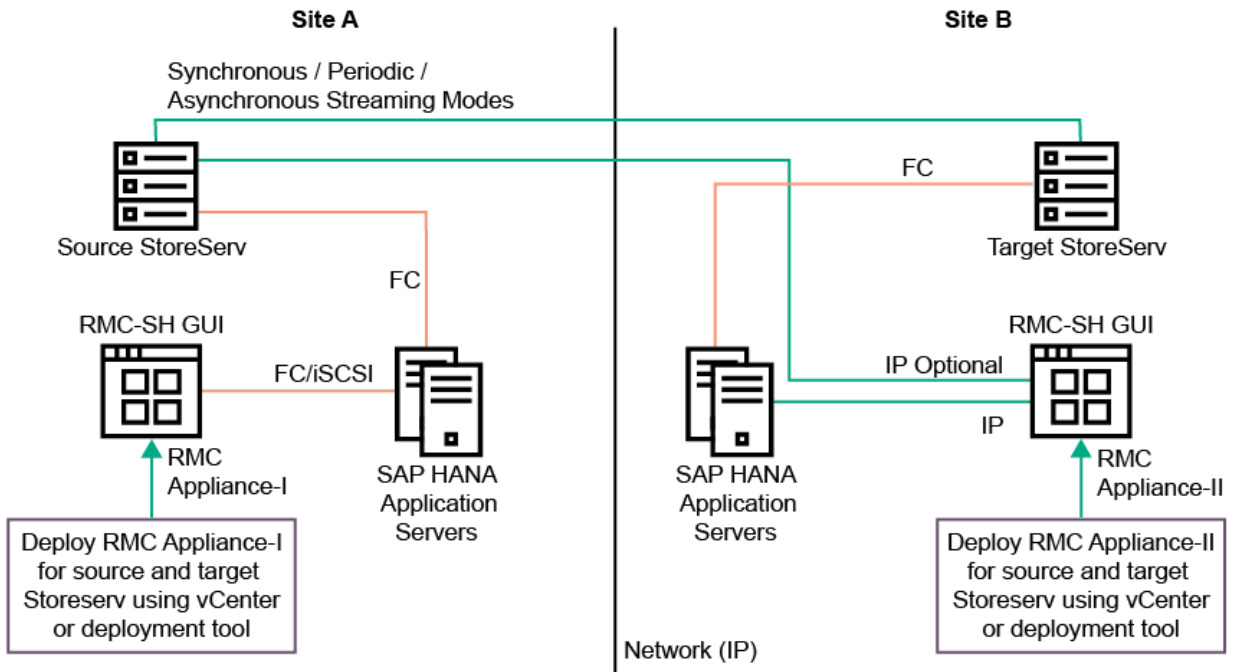 Site A
Site B
Synchronous / Periodic /
Asynchronous Streaming Modes
Source StoreServ
FC
RMC-SH GUI
FC/iSCSI
RMC
Appliance-I
SAP HANA
Application
Servers
Deploy RMC Appliance-I
for source and target
Storeserv using vCenter
or deployment tool
FC
Target StoreServ
RMC-SH GUI
IP Optional
IP
SAP HANA
Application
Servers
RMC
Appliance-II
Deploy RMC Appliance-II
for source and target
Storeserv using vCenter
or deployment tool
Network (IP)